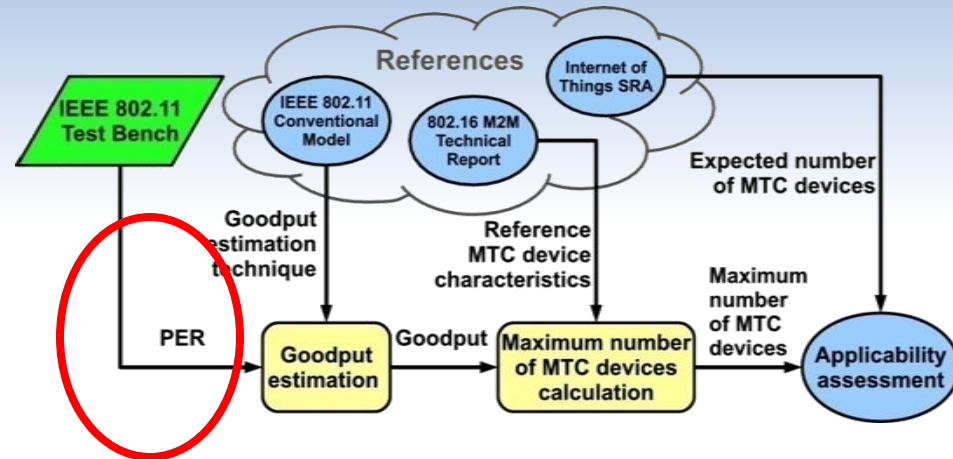 References
IEEE 802.11
Test Bench
IEEE 802.11
Conventional
Model
802.16 M2M
Technical
Report
Internet of
Things SRA
Goodput
estimation
technique
Reference
MTC device
characteristics
Expected number
of MTC devices
PER
Goodput
estimation
Goodput
Maximum number
of MTC devices
calculation
Maximum
number
of MTC
devices
Applicability
assessment